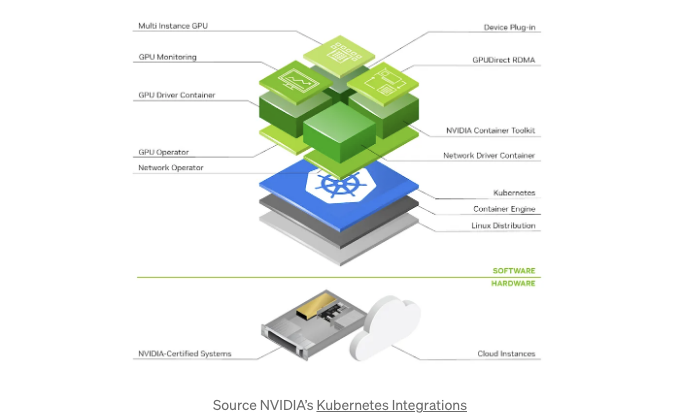 Multi Instance GPU
Device Plug-in
GPU Monitoring
GPUDirect RDMA
GPU Driver Container
NVIDIA Container Toolkit
GPU Operator
Network Driver Container
Network Operator
Kubernetes
Container Engine
Linux Distribution
SOFTWARE
HARDWARE
NVIDIA-Certified Systems
Cloud Instances
Source NVIDIA’s Kubernetes Integrations